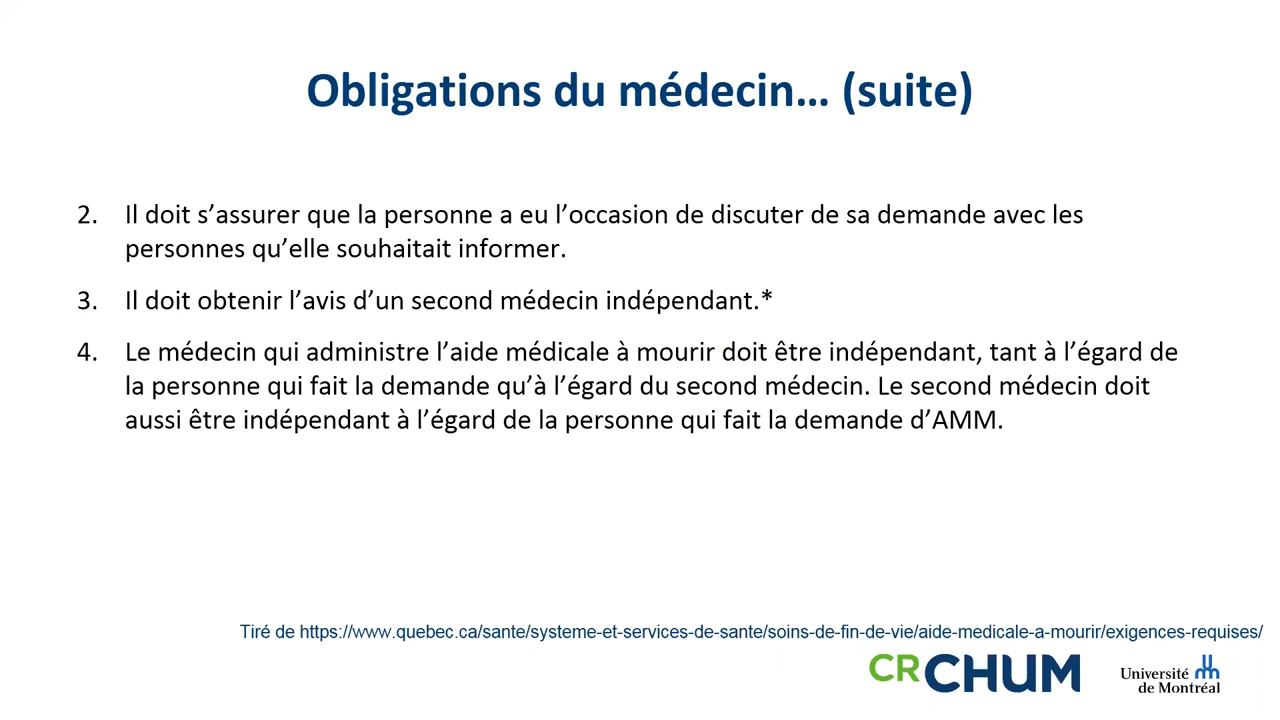 Obligations du médecin… (suite)
2. Il doit s’assurer que la personne a eu l’occasion de discuter de sa demande avec les
personnes qu’elle souhaitait informer.
3. Il doit obtenir l’avis d’un second médecin indépendant.*
4. Le médecin qui administre l’aide médicale à mourir doit être indépendant, tant à l’égard de
la personne qui fait la demande qu’à l’égard du second médecin. Le second médecin doit
aussi être indépendant à l’égard de la personne qui fait la demande d’AMM.
Tiré de https://www.quebec.ca/sante/systeme-et-services-de-sante/soins-de-fin-de-vie/aide-medicale-a-mourir/exigences-requises/
CRCHUM
Université
de Montréal